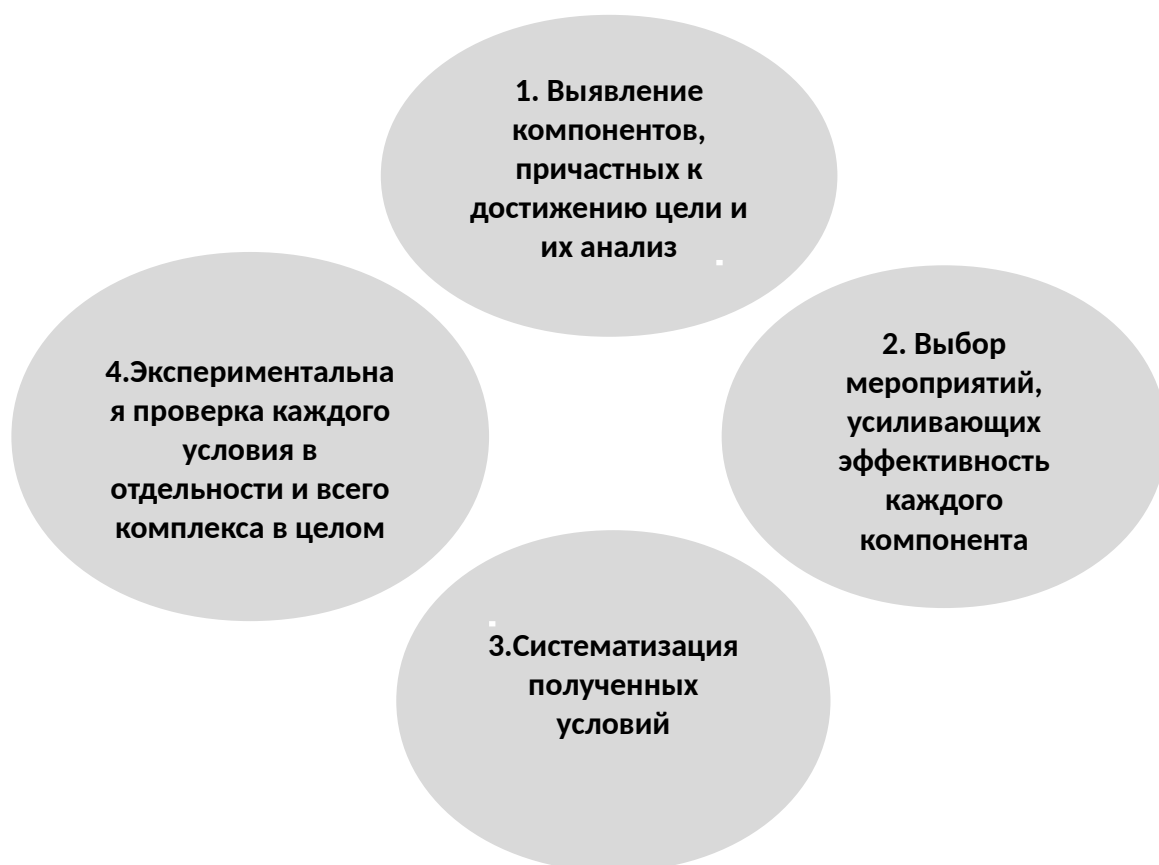 1. Выявление
компонентов,
причастных к
достижению цели и
их анализ
2. Выбор
мероприятий,
усиливающих
эффективность
каждого
компонента
3.Систематизация
полученных
условий
4.Экспериментальна
я проверка каждого
условия в
отдельности и всего
комплекса в целом